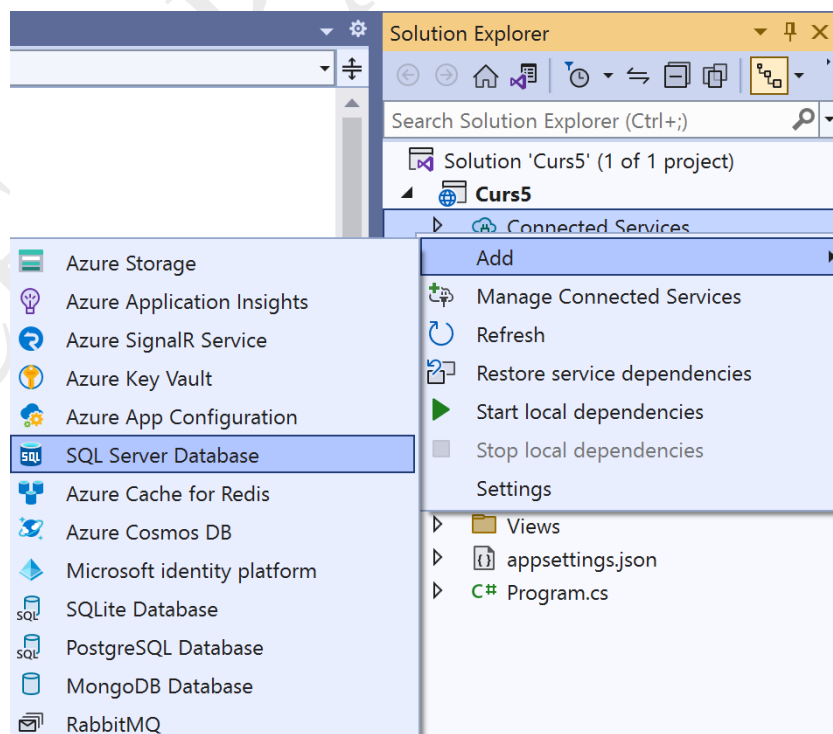 Solution Explorer
Search Solution Explorer (Ctrl+;)
Solution 'Curs5' (1 of 1 project)
Curs5
Connected Services
Add
Manage Connected Services
Refresh
Restore service dependencies
Start local dependencies
Stop local dependencies
Settings
Azure Storage
Azure Application Insights
Azure SignalR Service
Azure Key Vault
Azure App Configuration
SQL Server Database
Azure Cache for Redis
Azure Cosmos DB
Microsoft identity platform
SQLite Database
PostgreSQL Database
MongoDB Database
RabbitMQ
Views
appsettings.json
C# Program.cs